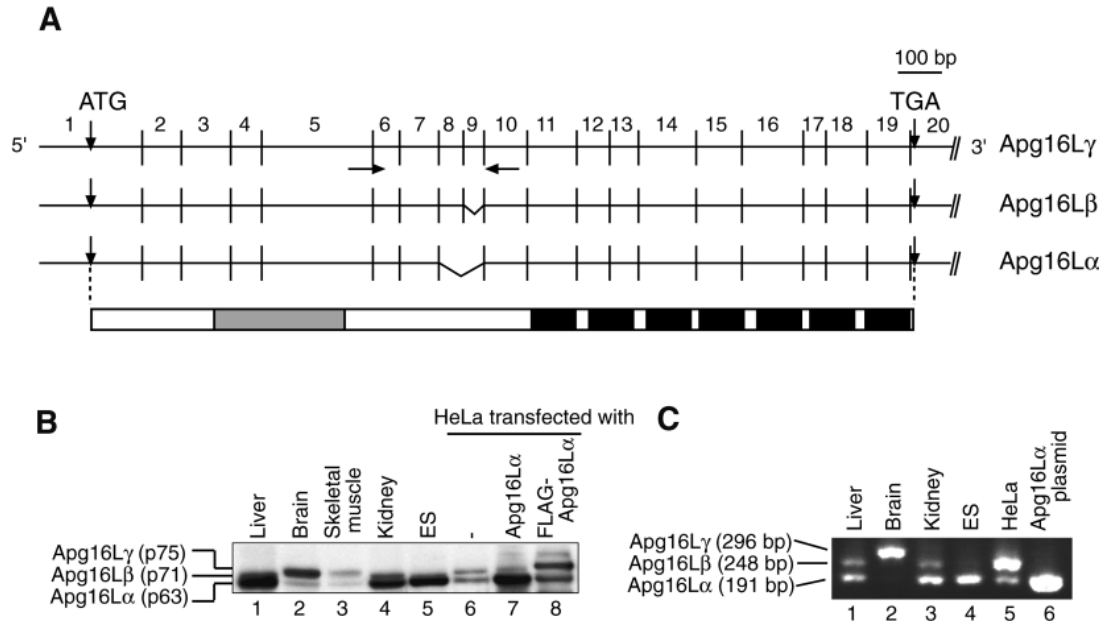 A
100 bp
ATG
TGA
1 2 3 4 5 6 7 8 9 10 11 12 13 14 15 16 17 18 19 20
5' 3' Apg16Lγ
Apg16Lβ
Apg16Lα
B
HeLa transfected with
Liver
Brain
Skeletal
muscle
Kidney
ES
-
Apg16Lα
FLAG-
Apg16Lα
Apg16Lγ (p75)
Apg16Lβ (p71)
Apg16Lα (p63)
1 2 3 4 5 6 7 8
C
Liver
Brain
Kidney
ES
HeLa
Apg16Lα
plasmid
Apg16Lγ (296 bp)
Apg16Lβ (248 bp)
Apg16Lα (191 bp)
1 2 3 4 5 6